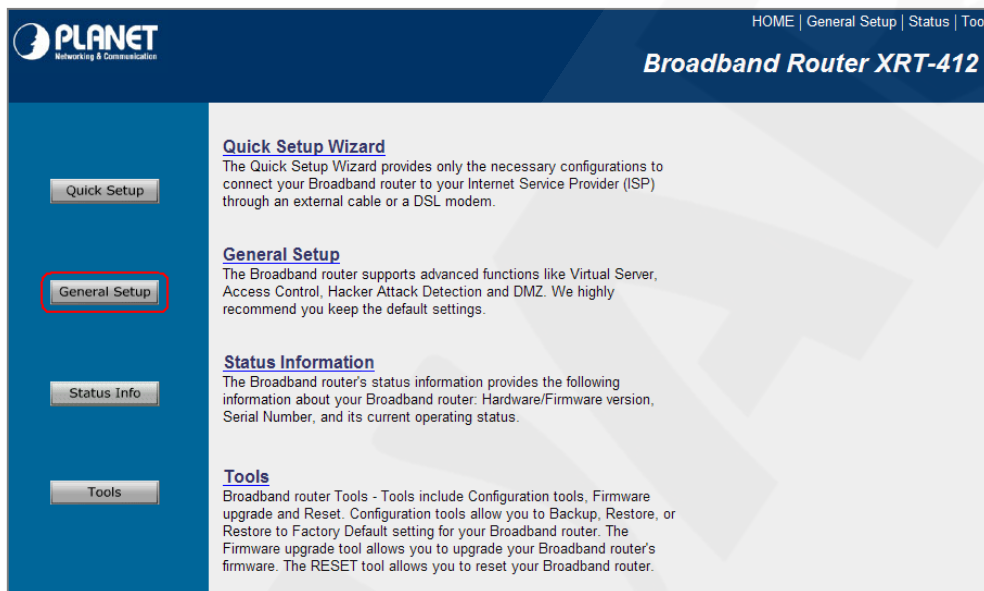 PLANET
Networking & Communication
HOME | General Setup | Status | Too
Broadband Router XRT-412
Quick Setup
Quick Setup Wizard
The Quick Setup Wizard provides only the necessary configurations to
connect your Broadband router to your Internet Service Provider (ISP)
through an external cable or a DSL modem.
General Setup
General Setup
The Broadband router supports advanced functions like Virtual Server,
Access Control, Hacker Attack Detection and DMZ. We highly
recommend you keep the default settings.
Status Info
Status Information
The Broadband router's status information provides the following
information about your Broadband router: Hardware/Firmware version,
Serial Number, and its current operating status.
Tools
Tools
Broadband router Tools - Tools include Configuration tools, Firmware
upgrade and Reset. Configuration tools allow you to Backup, Restore, or
Restore to Factory Default setting for your Broadband router. The
Firmware upgrade tool allows you to upgrade your Broadband router's
firmware. The RESET tool allows you to reset your Broadband router.